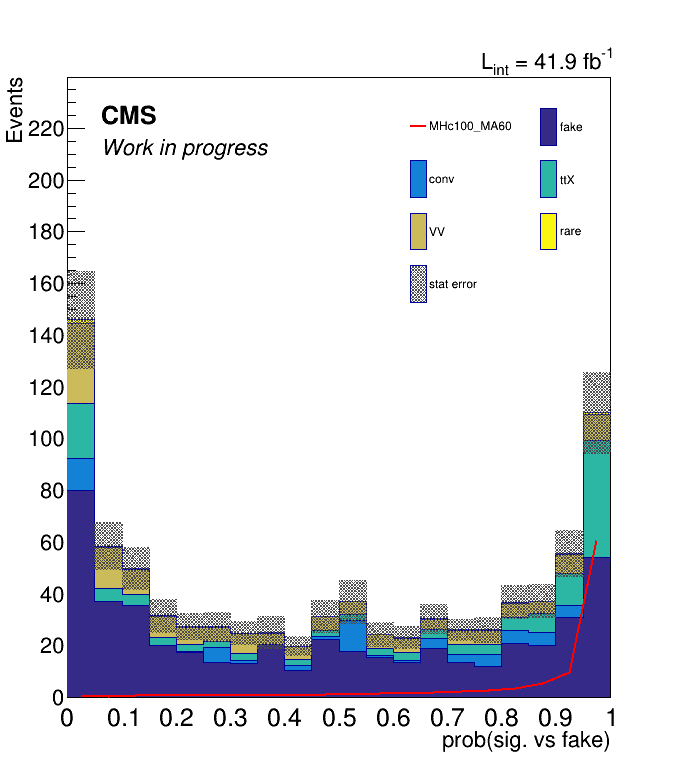 L_int = 41.9 fb^-1
Events
CMS
Work in progress
MHc100_MA60
fake
conv
ttX
VV
rare
stat error
220
200
180
160
140
120
100
80
60
40
20
0
0 0.1 0.2 0.3 0.4 0.5 0.6 0.7 0.8 0.9 1
prob(sig. vs fake)